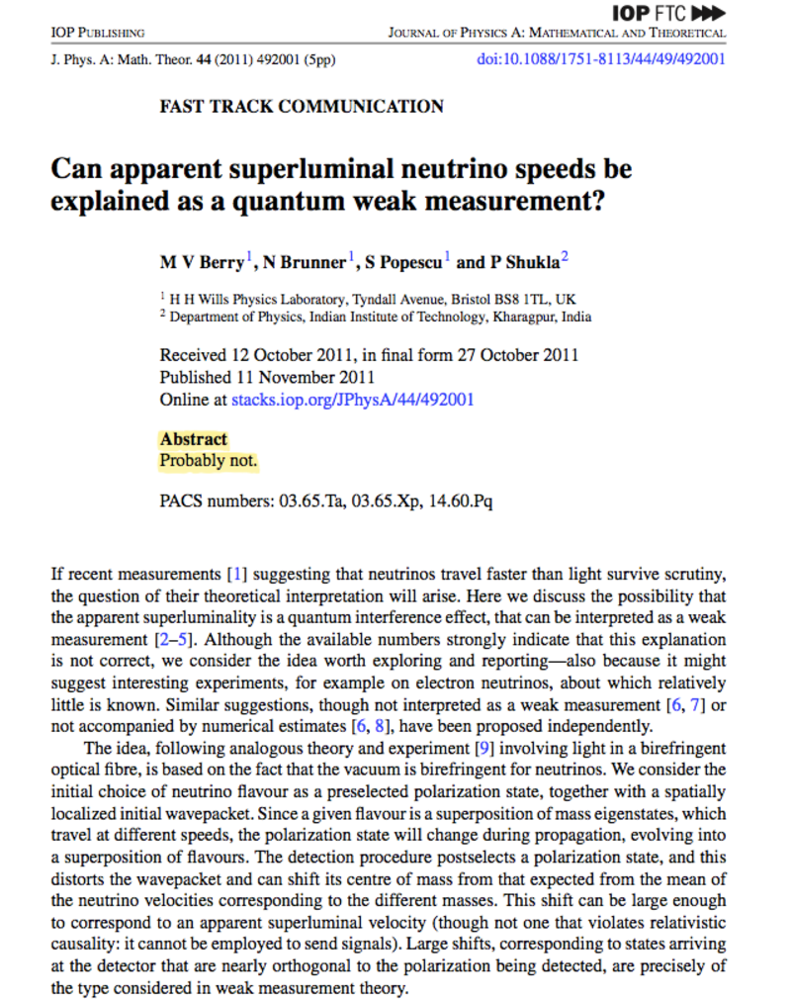 IOP FTC
IOP Publishing
Journal of Physics A: Mathematical and Theoretical
J. Phys. A: Math. Theor. 44 (2011) 492001 (5pp)
doi:10.1088/1751-8113/44/49/492001
FAST TRACK COMMUNICATION
Can apparent superluminal neutrino speeds be
explained as a quantum weak measurement?
M V Berry1, N Brunner1, S Popescu1 and P Shukla2
1 H H Wills Physics Laboratory, Tyndall Avenue, Bristol BS8 1TL, UK
2 Department of Physics, Indian Institute of Technology, Kharagpur, India
Received 12 October 2011, in final form 27 October 2011
Published 11 November 2011
Online at stacks.iop.org/JPhysA/44/492001
Abstract
Probably not.
PACS numbers: 03.65.Ta, 03.65.Xp, 14.60.Pq
If recent measurements [1] suggesting that neutrinos travel faster than light survive scrutiny,
the question of their theoretical interpretation will arise. Here we discuss the possibility that
the apparent superluminality is a quantum interference effect, that can be interpreted as a weak
measurement [2–5]. Although the available numbers strongly indicate that this explanation
is not correct, we consider the idea worth exploring and reporting—also because it might
suggest interesting experiments, for example on electron neutrinos, about which relatively
little is known. Similar suggestions, though not interpreted as a weak measurement [6, 7] or
not accompanied by numerical estimates [6, 8], have been proposed independently.
The idea, following analogous theory and experiment [9] involving light in a birefringent
optical fibre, is based on the fact that the vacuum is birefringent for neutrinos. We consider the
initial choice of neutrino flavour as a preselected polarization state, together with a spatially
localized initial wavepacket. Since a given flavour is a superposition of mass eigenstates, which
travel at different speeds, the polarization state will change during propagation, evolving into
a superposition of flavours. The detection procedure postselects a polarization state, and this
distorts the wavepacket and can shift its centre of mass from that expected from the mean of
the neutrino velocities corresponding to the different masses. This shift can be large enough
to correspond to an apparent superluminal velocity (though not one that violates relativistic
causality: it cannot be employed to send signals). Large shifts, corresponding to states arriving
at the detector that are nearly orthogonal to the polarization being detected, are precisely of
the type considered in weak measurement theory.